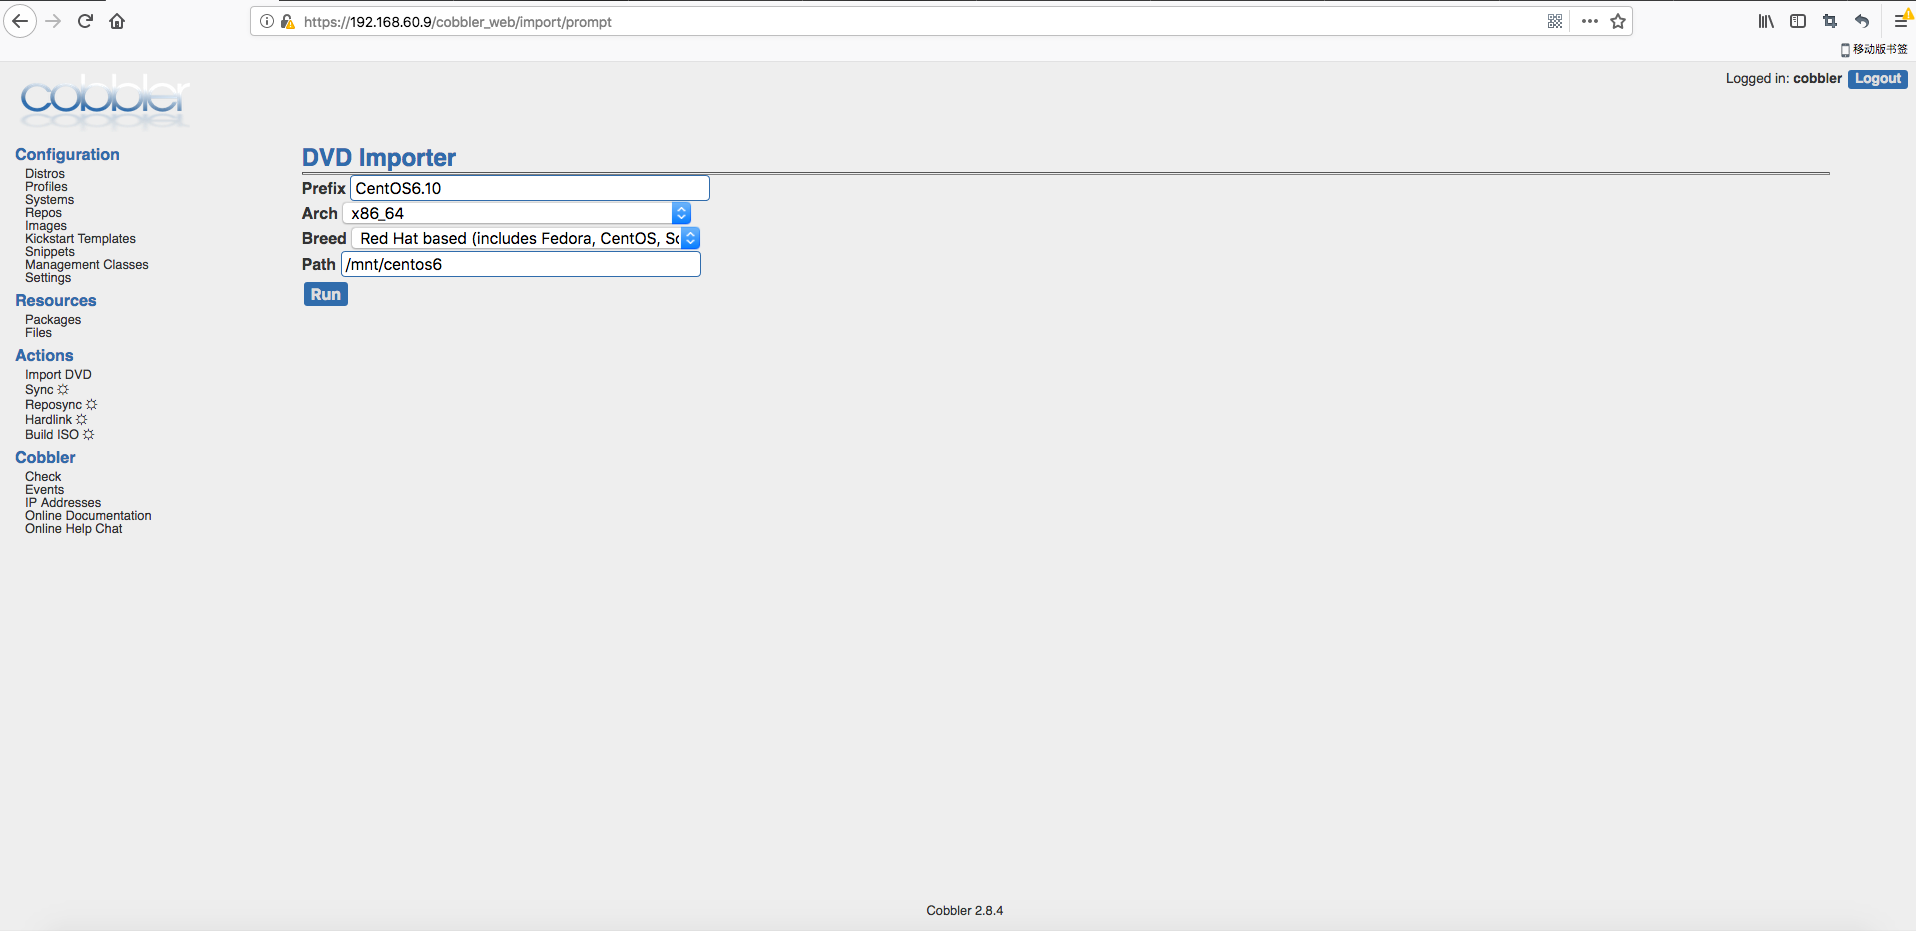 https://192.168.60.9/cobbler_web/import/prompt
移动版书签
cobbler
Logged in: cobbler Logout
Configuration
Distros
Profiles
Systems
Repos
Images
Kickstart Templates
Snippets
Management Classes
Settings
Resources
Packages
Files
Actions
Import DVD
Sync
Reposync
Hardlink
Build ISO
Cobbler
Check
Events
IP Addresses
Online Documentation
Online Help Chat
DVD Importer
Prefix CentOS6.10
Arch x86_64
Breed Red Hat based (includes Fedora, CentOS, Sc
Path /mnt/centos6
Run
Cobbler 2.8.4